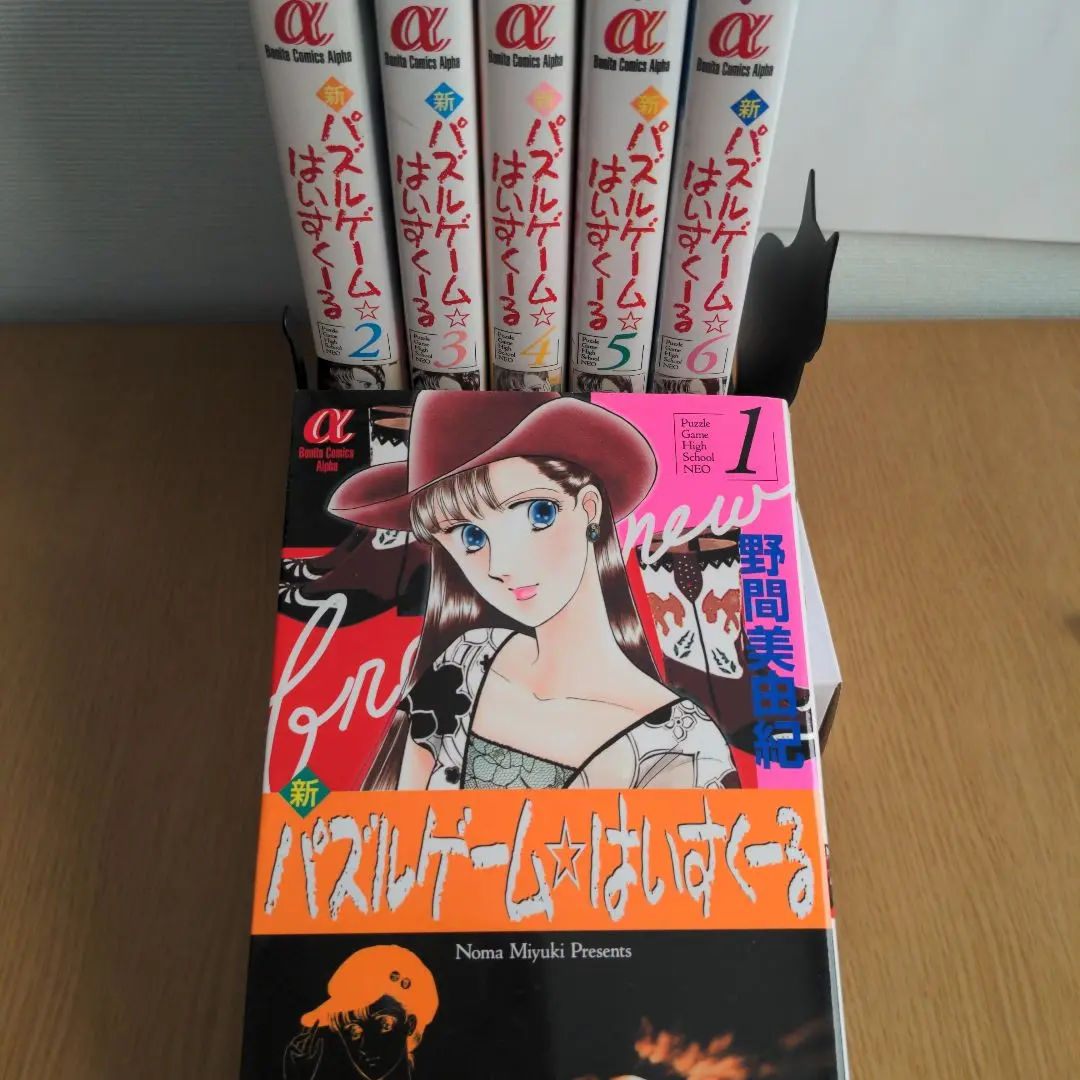 α
Bonita Comics Alpha
新
パズルゲーム☆はいすくーる
Puzzle
Game
High
School
NEO
2
α
Bonita Comics Alpha
新
パズルゲーム☆はいすくーる
Puzzle
Game
High
School
NEO
3
α
Bonita Comics Alpha
新
パズルゲーム☆はいすくーる
Puzzle
Game
High
School
NEO
4
α
Bonita Comics Alpha
新
パズルゲーム☆はいすくーる
Puzzle
Game
High
School
NEO
5
α
Bonita Comics Alpha
新
パズルゲーム☆はいすくーる
Puzzle
Game
High
School
NEO
6
α
Bonita Comics
Alpha
Puzzle
Game
High
School
NEO
1
new
野間美由紀
新
パズルゲーム☆はいすくーる
Noma Miyuki Presents